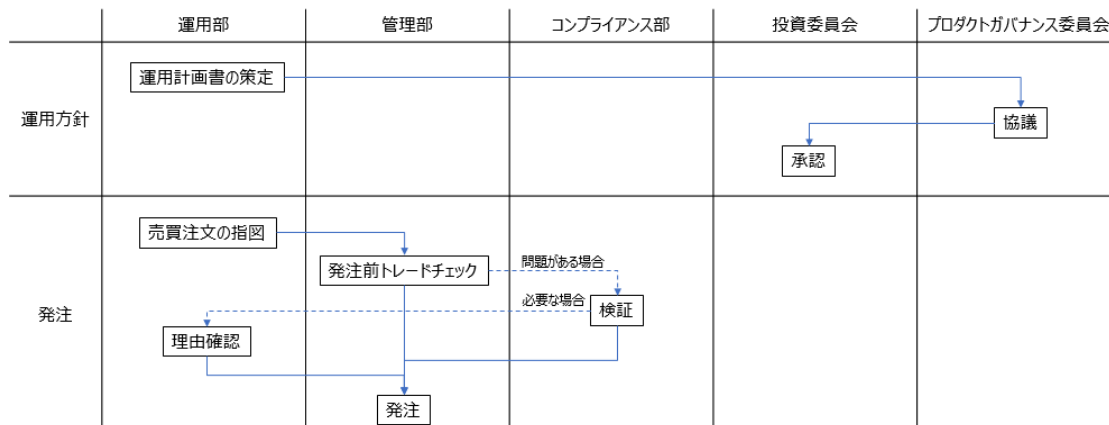 運用部 管理部 コンプライアンス部 投資委員会 プロダクトガバナンス委員会
運用方針
運用計画書の策定
協議
承認
発注
売買注文の指図
発注前トレードチェック
問題がある場合
検証
必要な場合
理由確認
発注